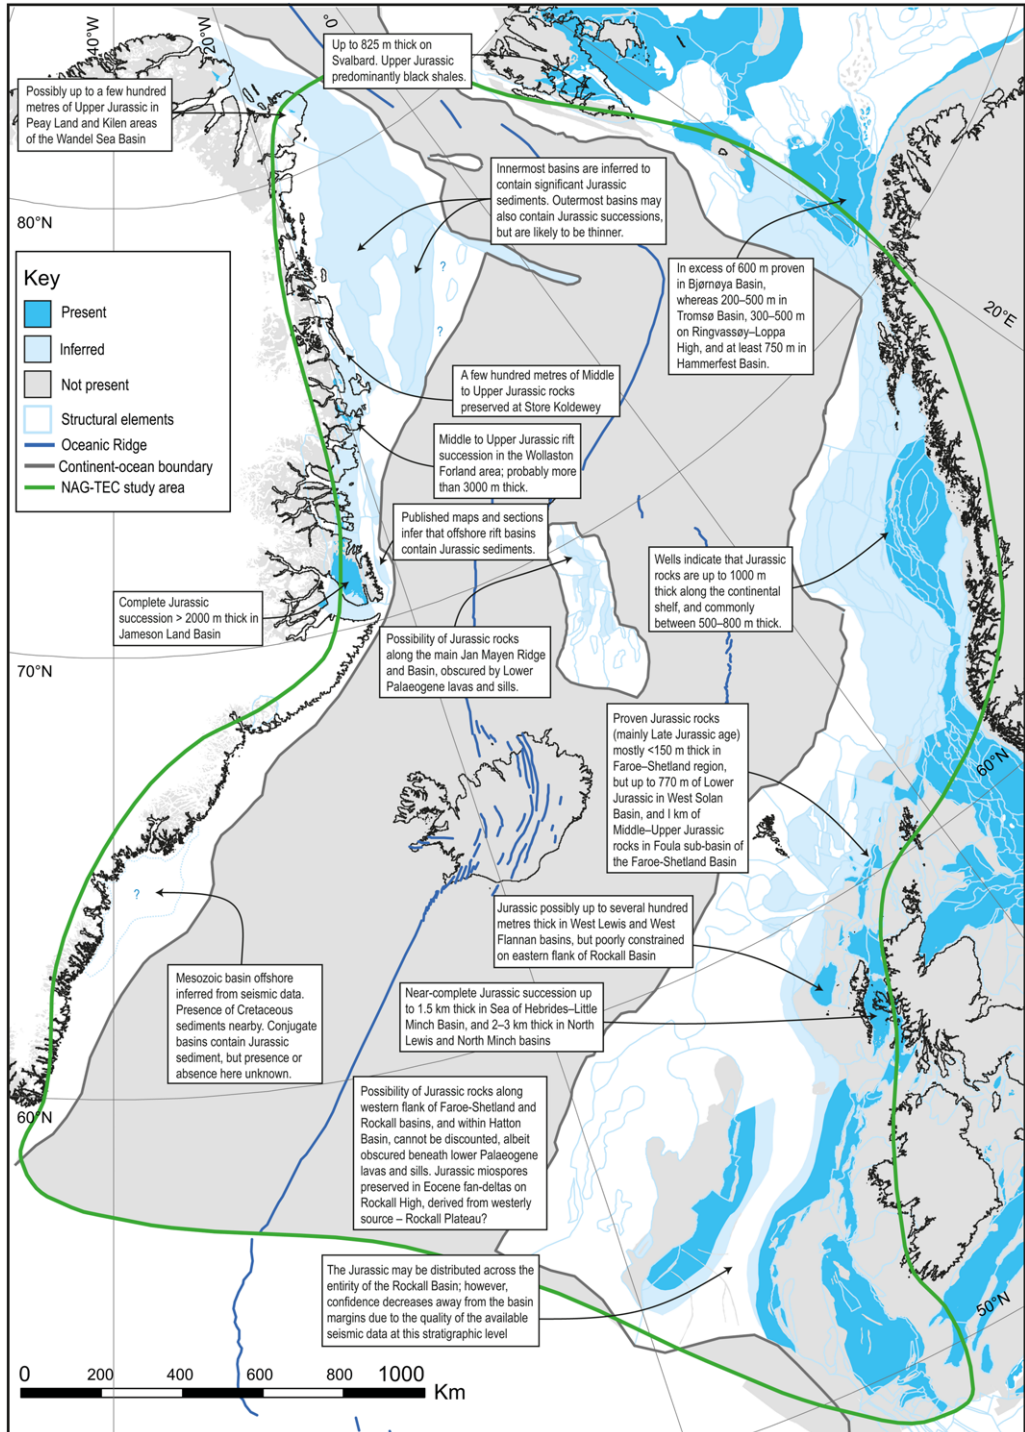 40°W
20°W
0°
Up to 825 m thick on
Svalbard. Upper Jurassic
predominantly black shales.
Possibly up to a few hundred
metres of Upper Jurassic in
Peay Land and Kilen areas
of the Wandel Sea Basin
Innermost basins are inferred to
contain significant Jurassic
sediments. Outermost basins may
also contain Jurassic successions,
but are likely to be thinner.
80°N
?
?
Key
Present
Inferred
Not present
Structural elements
Oceanic Ridge
Continent-ocean boundary
NAG-TEC study area
In excess of 600 m proven
in Bjørnøya Basin,
whereas 200–500 m in
Tromsø Basin, 300–500 m
on Ringvassøy–Loppa
High, and at least 750 m in
Hammerfest Basin.
20°E
A few hundred metres of Middle
to Upper Jurassic rocks
preserved at Store Koldewey
Middle to Upper Jurassic rift
succession in the Wollaston
Forland area; probably more
than 3000 m thick.
Published maps and sections
infer that offshore rift basins
contain Jurassic sediments.
Wells indicate that Jurassic
rocks are up to 1000 m
thick along the continental
shelf, and commonly
between 500–800 m thick.
Complete Jurassic
succession > 2000 m thick in
Jameson Land Basin
Possibility of Jurassic rocks
along the main Jan Mayen Ridge
and Basin, obscured by Lower
Palaeogene lavas and sills.
70°N
Proven Jurassic rocks
(mainly Late Jurassic age)
mostly <150 m thick in
Faroe–Shetland region,
but up to 770 m of Lower
Jurassic in West Solan
Basin, and I km of
Middle–Upper Jurassic
rocks in Foula sub-basin of
the Faroe-Shetland Basin
60°N
?
Jurassic possibly up to several hundred
metres thick in West Lewis and West
Flannan basins, but poorly constrained
on eastern flank of Rockall Basin
Mesozoic basin offshore
inferred from seismic data.
Presence of Cretaceous
sediments nearby. Conjugate
basins contain Jurassic
sediment, but presence or
absence here unknown.
Near-complete Jurassic succession up
to 1.5 km thick in Sea of Hebrides–Little
Minch Basin, and 2–3 km thick in North
Lewis and North Minch basins
60°N
Possibility of Jurassic rocks along
western flank of Faroe-Shetland and
Rockall basins, and within Hatton
Basin, cannot be discounted, albeit
obscured beneath lower Palaeogene
lavas and sills. Jurassic miospores
preserved in Eocene fan-deltas on
Rockall High, derived from westerly
source – Rockall Plateau?
The Jurassic may be distributed across the
entirity of the Rockall Basin; however,
confidence decreases away from the basin
margins due to the quality of the available
seismic data at this stratigraphic level
50°N
0 200 400 600 800 1000
Km